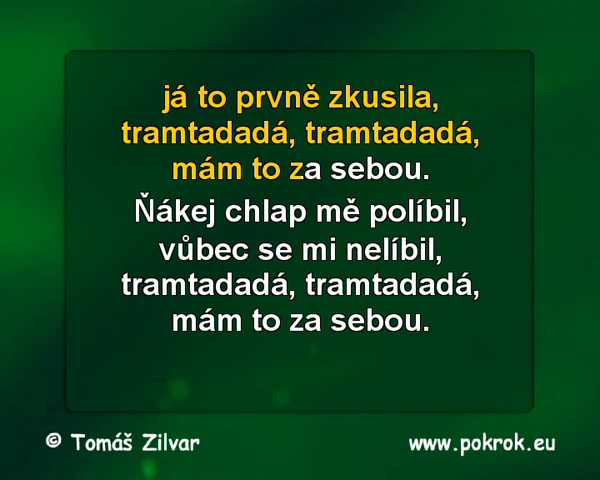 já to prvně zkusila,
tramtadadá, tramtadadá,
mám to za sebou.
Ňákej chlap mě políbil,
vůbec se mi nelíbil,
tramtadadá, tramtadadá,
mám to za sebou.
© Tomáš Zilvar www.pokrok.eu